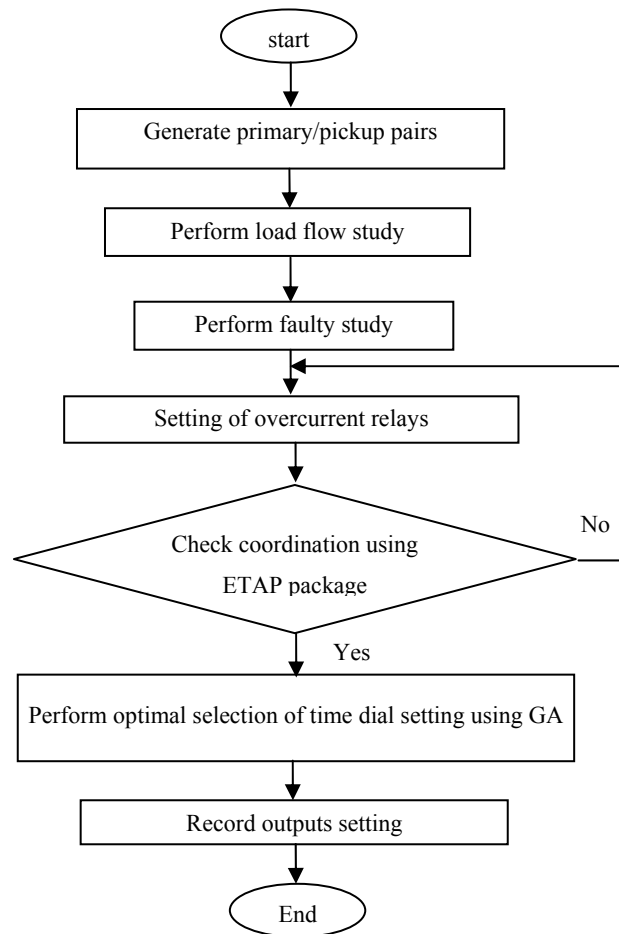 start
Generate primary/pickup pairs
Perform load flow study
Perform faulty study
Setting of overcurrent relays
Check coordination using
ETAP package
No
Yes
Perform optimal selection of time dial setting using GA
Record outputs setting
End